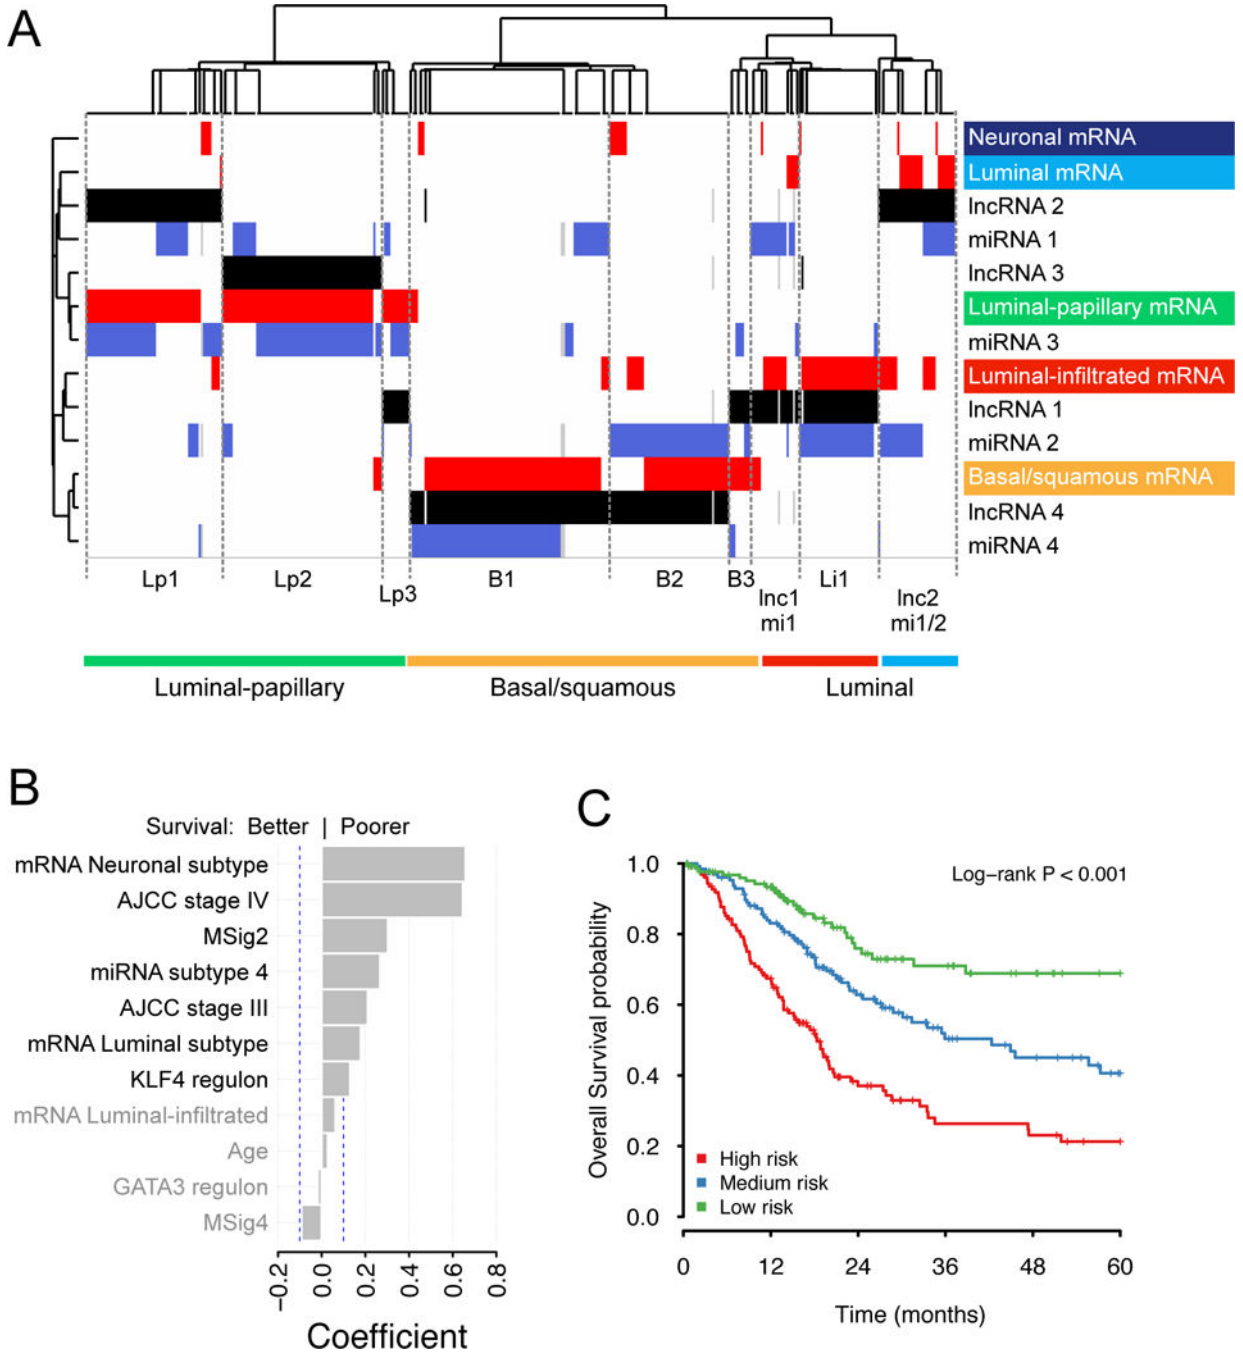 A
Neuronal mRNA
Luminal mRNA
lncRNA 2
miRNA 1
lncRNA 3
Luminal-papillary mRNA
miRNA 3
Luminal-infiltrated mRNA
lncRNA 1
miRNA 2
Basal/squamous mRNA
lncRNA 4
miRNA 4
Lp1 Lp2 Lp3 B1 B2 B3 lnc1 Li1 lnc2
mi1 mi1/2
Luminal-papillary Basal/squamous Luminal
B
Survival: Better | Poorer
mRNA Neuronal subtype
AJCC stage IV
MSig2
miRNA subtype 4
AJCC stage III
mRNA Luminal subtype
KLF4 regulon
mRNA Luminal-infiltrated
Age
GATA3 regulon
MSig4
−0.2 0.0 0.2 0.4 0.6 0.8
Coefficient
C
Log−rank P < 0.001
Overall Survival probability
1.0
0.8
0.6
0.4
0.2
0.0
High risk
Medium risk
Low risk
0 12 24 36 48 60
Time (months)